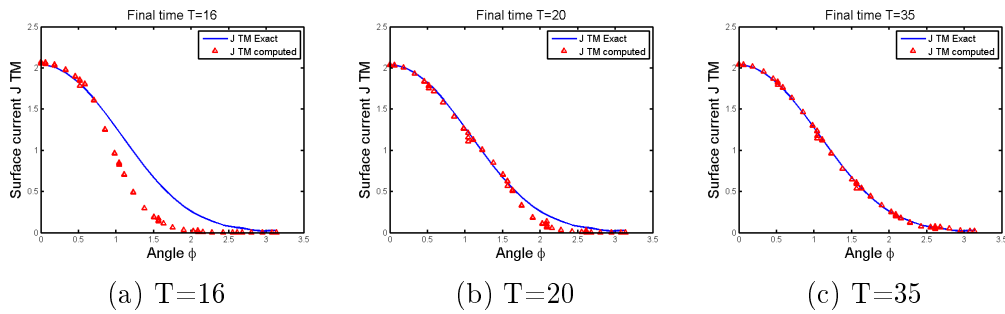 Final time T=16
2.5
2
1.5
1
0.5
0
Surface current J TM
J TM Exact
J TM computed
0 0.5 1 1.5 2 2.5 3 3.5
Angle ϕ
(a) T=16
Final time T=20
2.5
2
1.5
1
0.5
0
Surface current J TM
J TM Exact
J TM computed
0 0.5 1 1.5 2 2.5 3 3.5
Angle ϕ
(b) T=20
Final time T=35
2.5
2
1.5
1
0.5
0
Surface current J TM
J TM Exact
J TM computed
0 0.5 1 1.5 2 2.5 3 3.5
Angle ϕ
(c) T=35